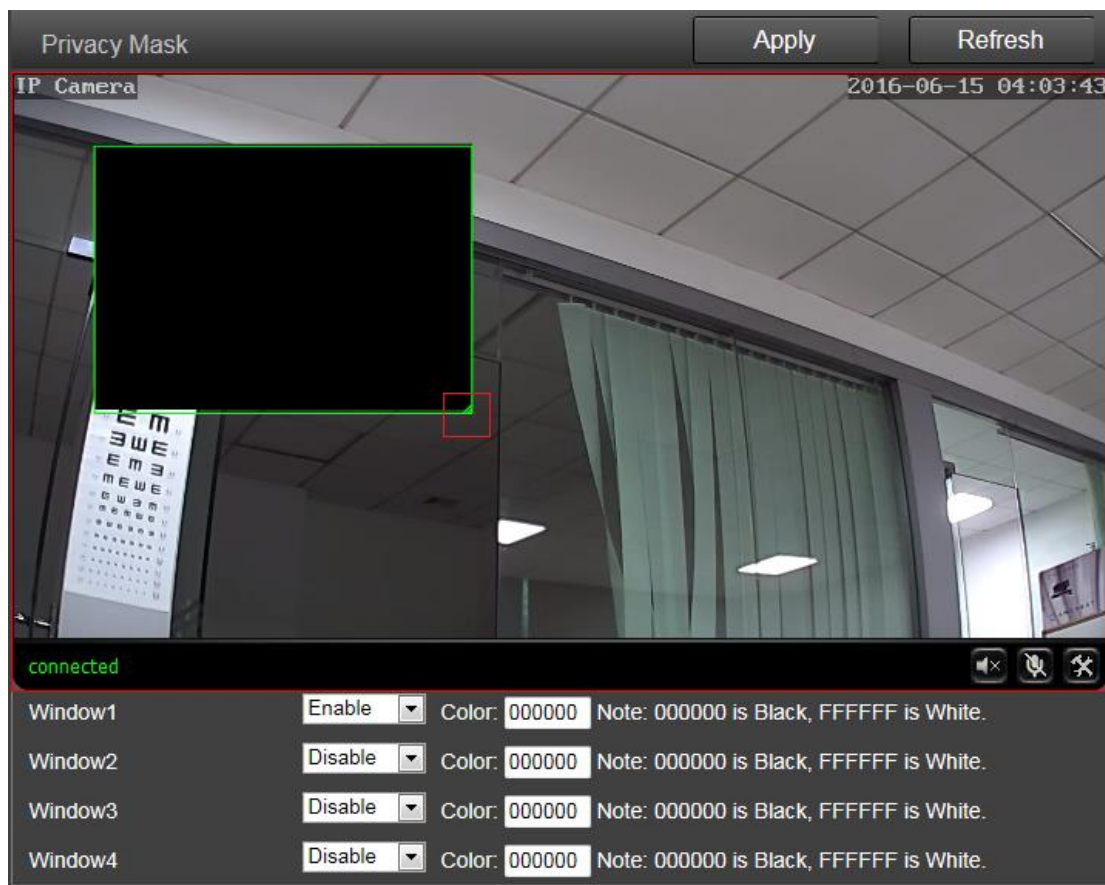 Privacy Mask Apply Refresh
IP Camera 2016-06-15 04:03:43
E m
connected
Window1 Enable Color: 000000 Note: 000000 is Black, FFFFFF is White.
Window2 Disable Color: 000000 Note: 000000 is Black, FFFFFF is White.
Window3 Disable Color: 000000 Note: 000000 is Black, FFFFFF is White.
Window4 Disable Color: 000000 Note: 000000 is Black, FFFFFF is White.